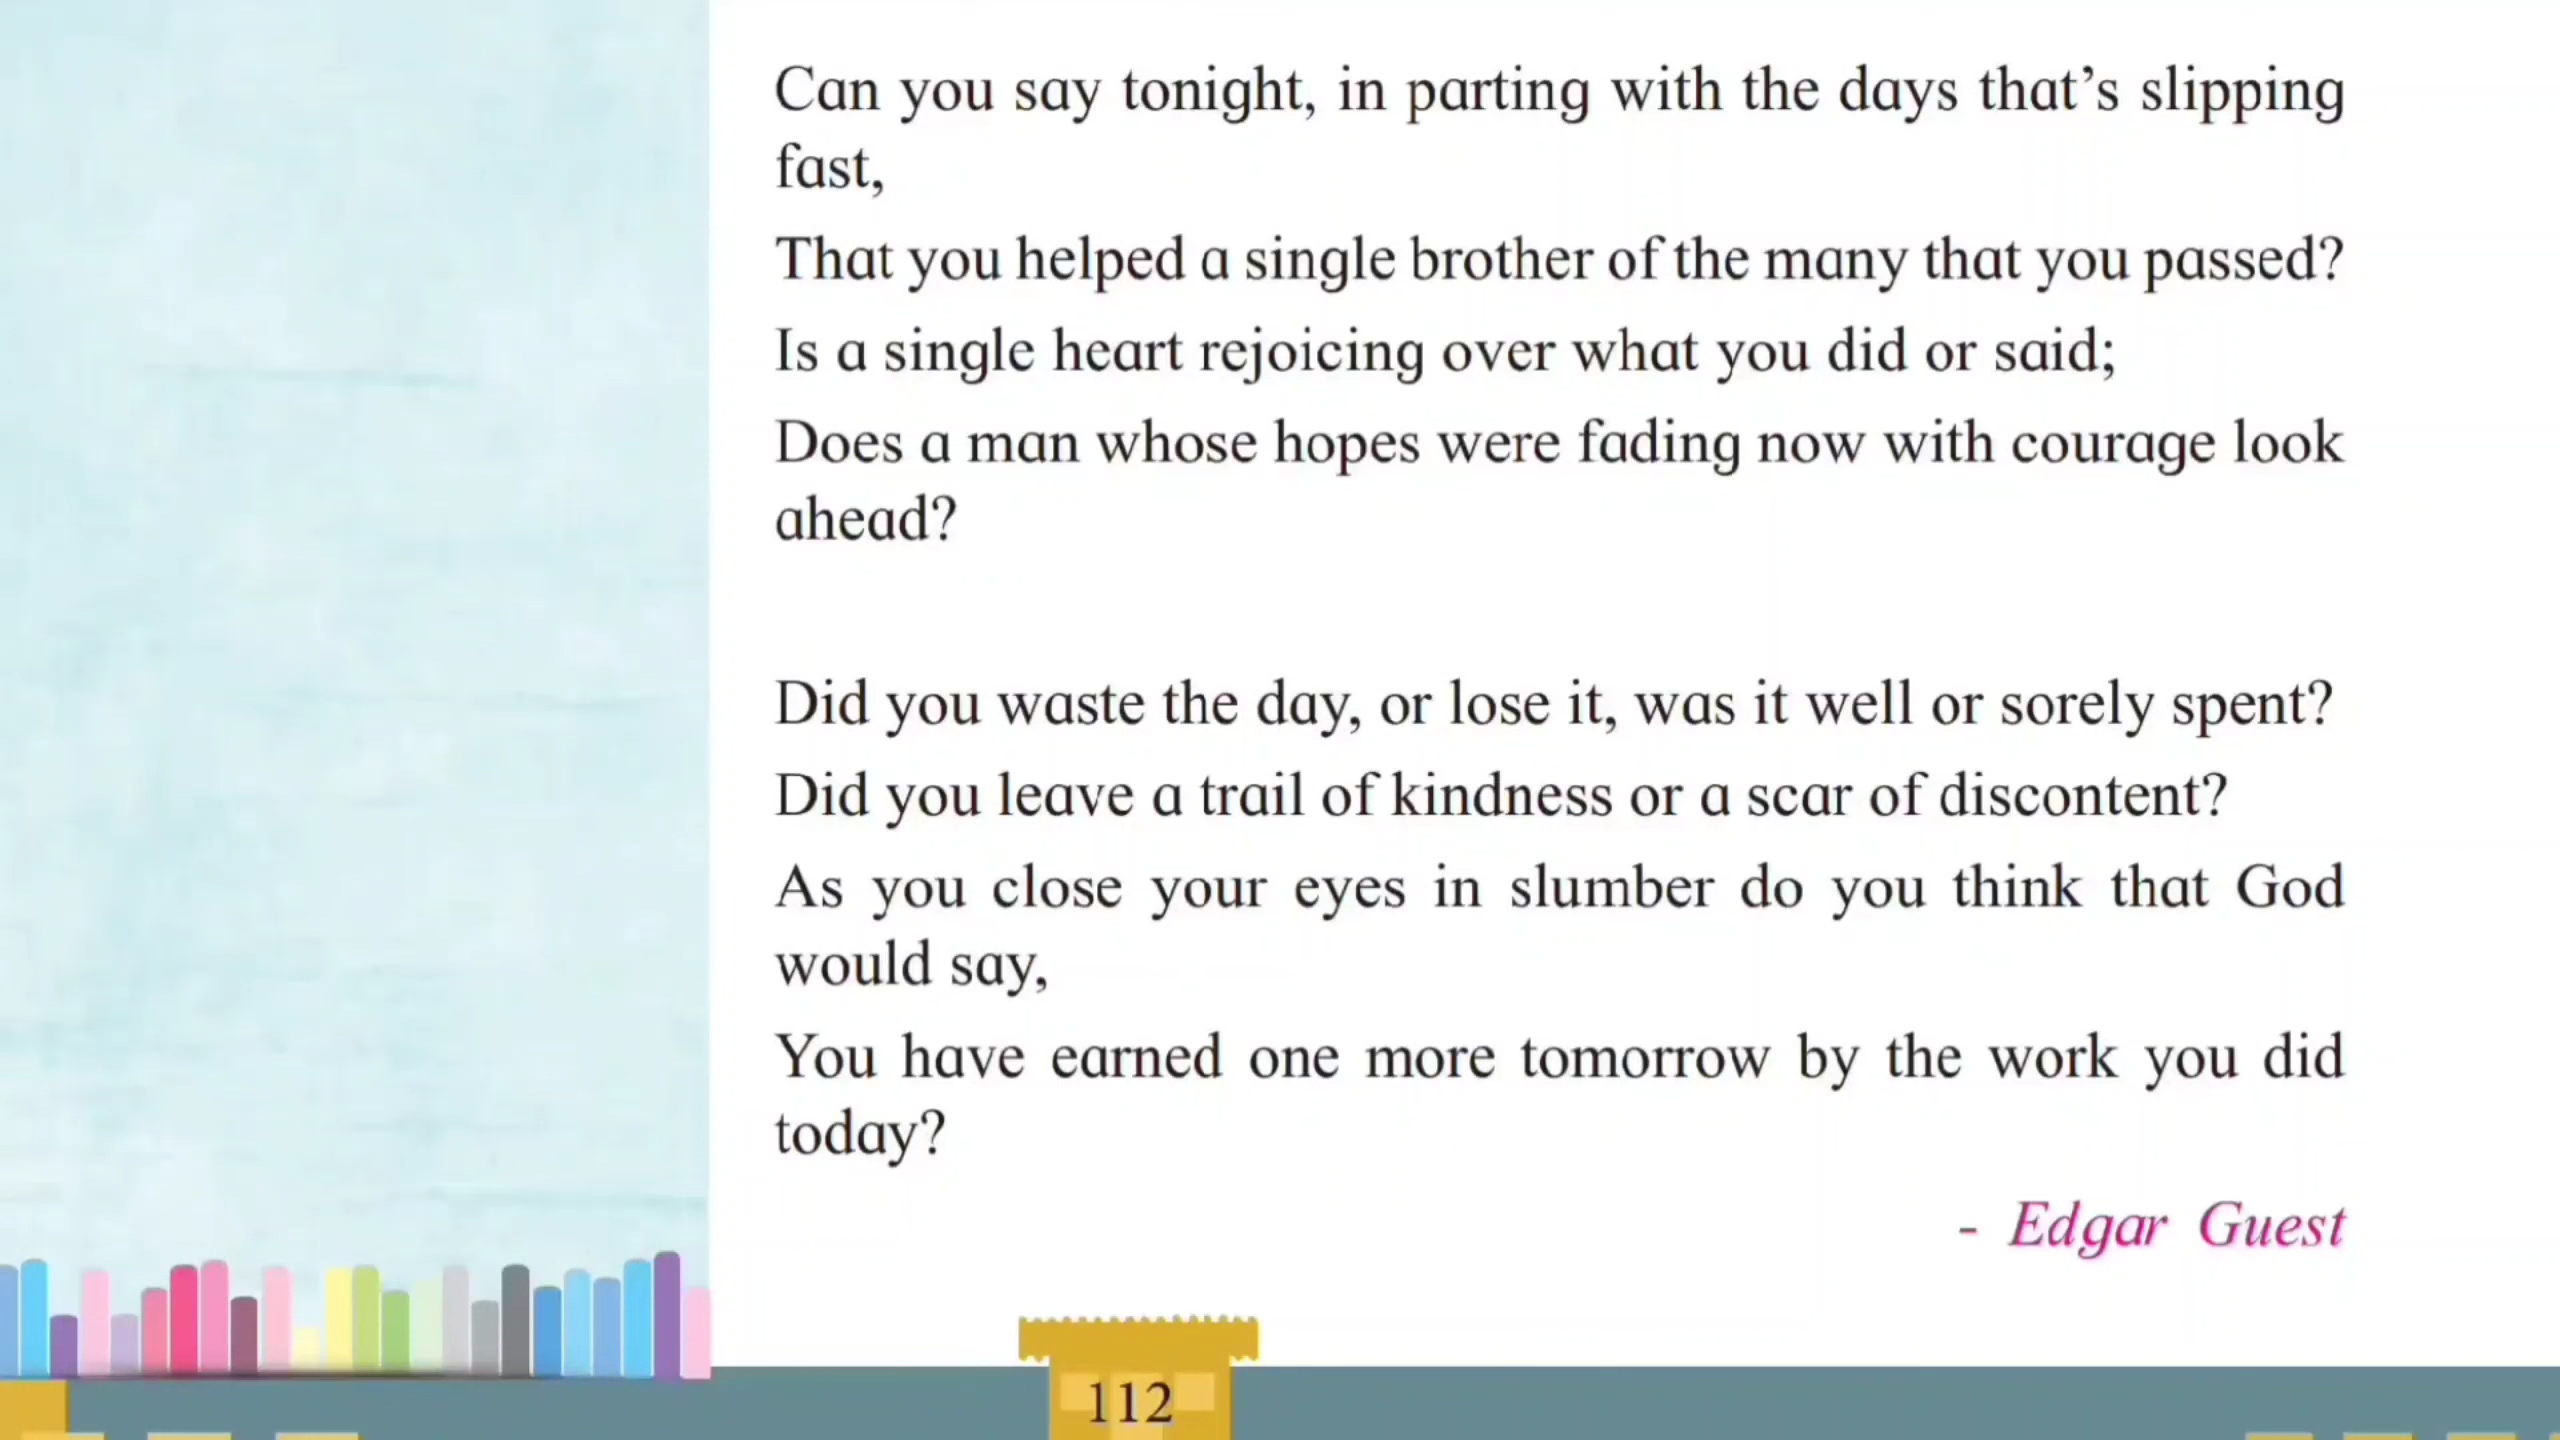 Can you say tonight, in parting with the days that’s slipping
fast,
That you helped a single brother of the many that you passed?
Is a single heart rejoicing over what you did or said;
Does a man whose hopes were fading now with courage look
ahead?
Did you waste the day, or lose it, was it well or sorely spent?
Did you leave a trail of kindness or a scar of discontent?
As you close your eyes in slumber do you think that God
would say,
You have earned one more tomorrow by the work you did
today?
- Edgar Guest
112